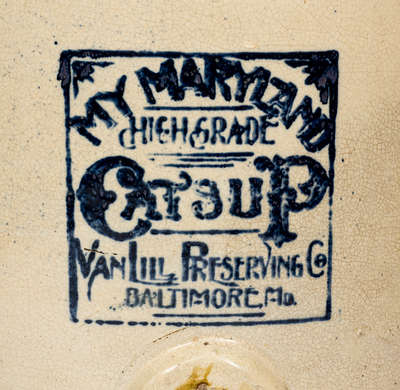 MY MARYLAND
HIGH GRADE
CATSUP
VAN LILL PRESERVING CO
BALTIMORE, MD.